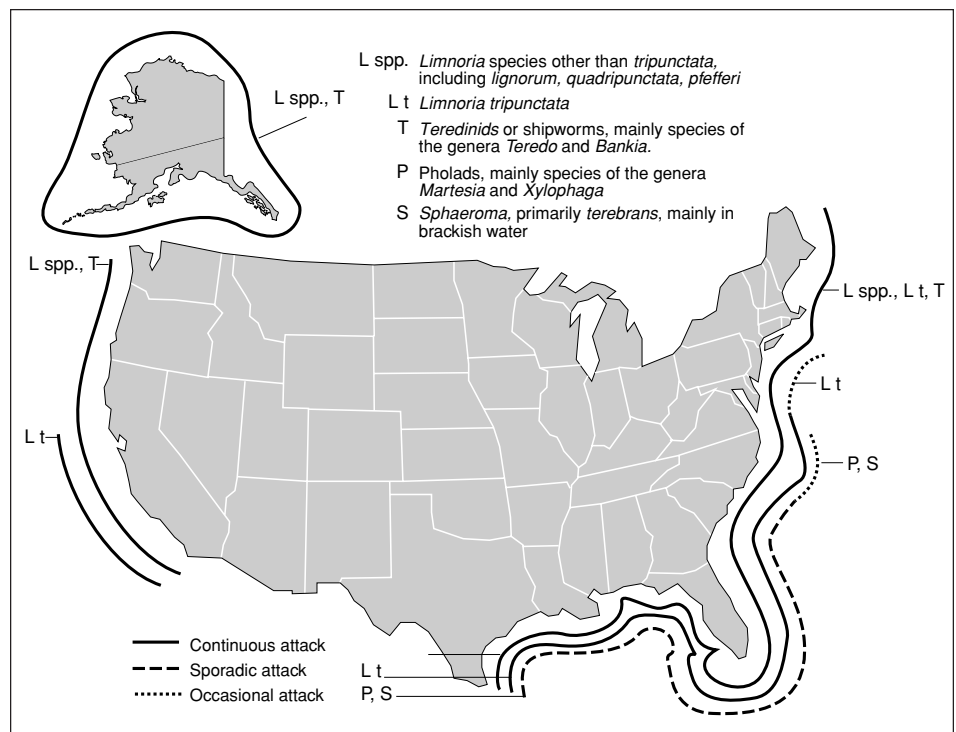 L spp. Limnoria species other than tripunctata,
including lignorum, quadripunctata, pfefferi
L t Limnoria tripunctata
T Teredinids or shipworms, mainly species of
the genera Teredo and Bankia.
P Pholads, mainly species of the genera
Martesia and Xylophaga
S Sphaeroma, primarily terebrans, mainly in
brackish water
L spp., T
L spp., T
L spp., L t, T
L t
L t
P, S
Continuous attack
Sporadic attack
Occasional attack
L t
P, S